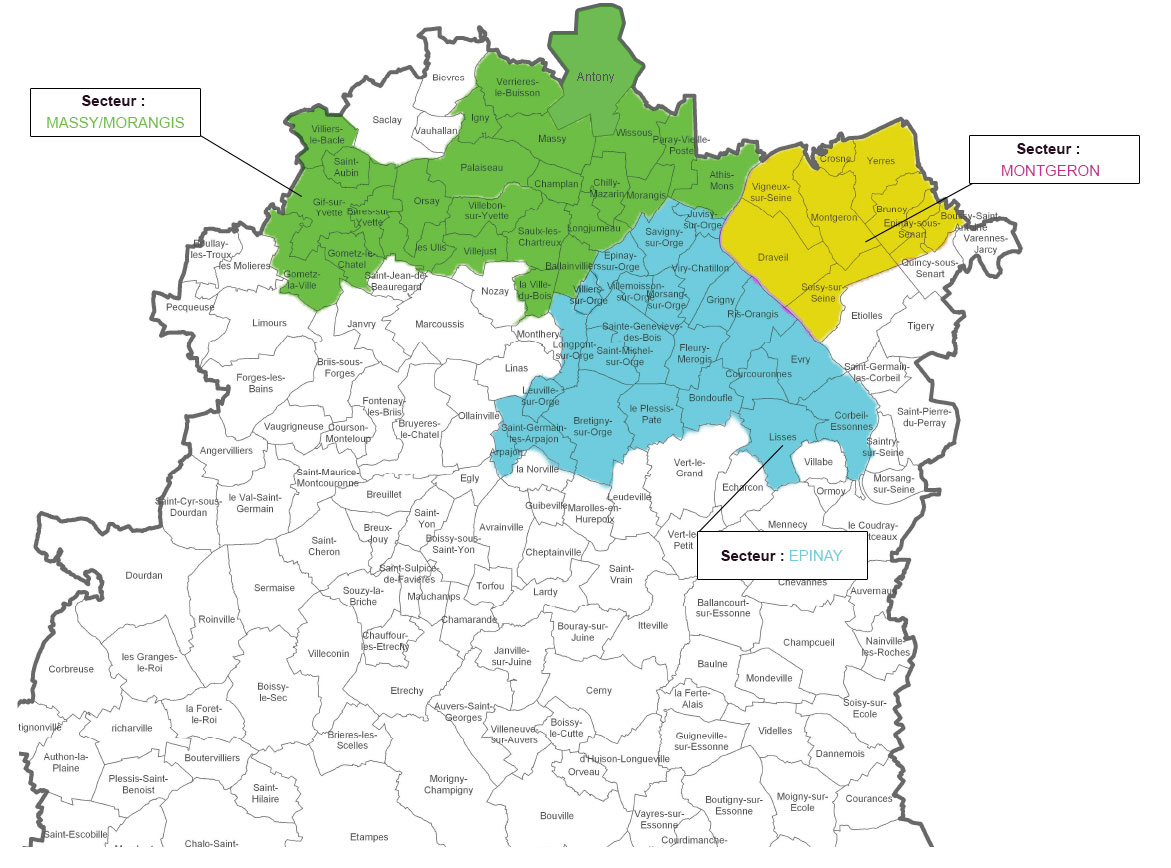 Antony
Bievres
Verrieres-
le-Buisson
Secteur :
MASSY/MORANGIS
Saclay
Igny
Vauhallan
Villiers-
le-Bacle
Massy
Wissous
Paray-Vieille-
Poste
Secteur :
MONTGERON
Crosne
Yerres
Saint-
Aubin
Palaiseau
Athis-
Mons
Champlan
Chilly-
Mazarin
Morangis
Vigneux-
sur-Seine
Gif-sur-
Yvette
Bures-sur-
Yvette
Orsay
Villebon-
sur-Yvette
Montgeron
Brunoy
Epinay-sous-
Senart
Boussy-Saint-
Antoine
Varennes-
Jarcy
Juvisy-
sur-Orge
Savigny-
sur-Orge
Saulx-les-
Chartreux
Longjumeau
Boullay-
les-Troux
les Molieres
Gometz-le-
Chatel
les Ulis
Villejust
Ballainvilliers
Epinay-
sur-Orge
Draveil
Quincy-sous-
Senart
Gometz-
la-Ville
Saint-Jean-de-
Beauregard
Nozay
la Ville-
du-Bois
Villiers-
sur-Orge
Villemoisson-
sur-Orge
Morsang-
sur-Orge
Viry-Chatillon
Grigny
Ris-Orangis
Soisy-sur-
Seine
Pecqueuse
Limours
Janvry
Marcoussis
Montlhery
Sainte-Genevieve-
des-Bois
Etiolles
Tigery
Longpont-
sur-Orge
Saint-Michel-
sur-Orge
Fleury-
Merogis
Evry
Courcouronnes
Saint-Germain-
les-Corbeil
Briis-sous-
Forges
Linas
Forges-les-
Bains
Leuville-
sur-Orge
Bondoufle
Fontenay-
les-Briis
Ollainville
Bretigny-
sur-Orge
le Plessis-
Pate
Corbeil-
Essonnes
Saint-Pierre-
du-Perray
Vaugrigneuse
Courson-
Monteloup
Bruyeres-
le-Chatel
Saint-Germain-
les-Arpajon
Arpajon
Lisses
Saintry-
sur-Seine
Angervilliers
la Norville
Vert-le-
Grand
Villabe
Saint-Maurice-
Montcouronne
Egly
Echarcon
Ormoy
Morsang-
sur-Seine
Saint-Cyr-sous-
Dourdan
le Val-Saint-
Germain
Breuillet
Leudeville
Guibeville
Marolles-en-
Hurepoix
Saint-
Yon
Avrainville
Breux-
Jouy
Boissy-sous-
Saint-Yon
Vert-le-
Petit
Mennecy
le Coudray-
tceaux
Saint-
Cheron
Cheptainville
Secteur : EPINAY
Dourdan
Saint-Sulpice-
de-Favieres
Saint-
Vrain
Chevannes
Auvernau
Sermaise
Souzy-la-
Briche
Mauchamps
Torfou
Lardy
Ballancourt-
sur-Essonne
Roinville
Chamarande
Bouray-sur-
Juine
Itteville
Chauffour-
les-Etrechy
Champcueil
Nainville-
les-Roches
Villeconin
Janville-
sur-Juine
les Granges-
le-Roi
Corbreuse
Baulne
Mondeville
Boissy-
le-Sec
Etrechy
Cerny
la Ferte-
Alais
la Foret-
le-Roi
Auvers-Saint-
Georges
Soisy-sur-
Ecole
tignonville
richarville
Villeneuve-
sur-Auvers
Boissy-
le-Cutte
Videlles
Brieres-les-
Scelles
Guigneville-
sur-Essonne
Authon-la-
Plaine
Boutervilliers
d'Huison-Longueville
Dannemois
Orveau
Plessis-Saint-
Benoist
Saint-
Hilaire
Morigny-
Champigny
Boutigny-sur-
Essonne
Moigny-sur-
Ecole
Courances
Bouville
Vayres-sur-
Essonne
Saint-Escobille
Etampes
Chalo-Saint-
Courdimanche-